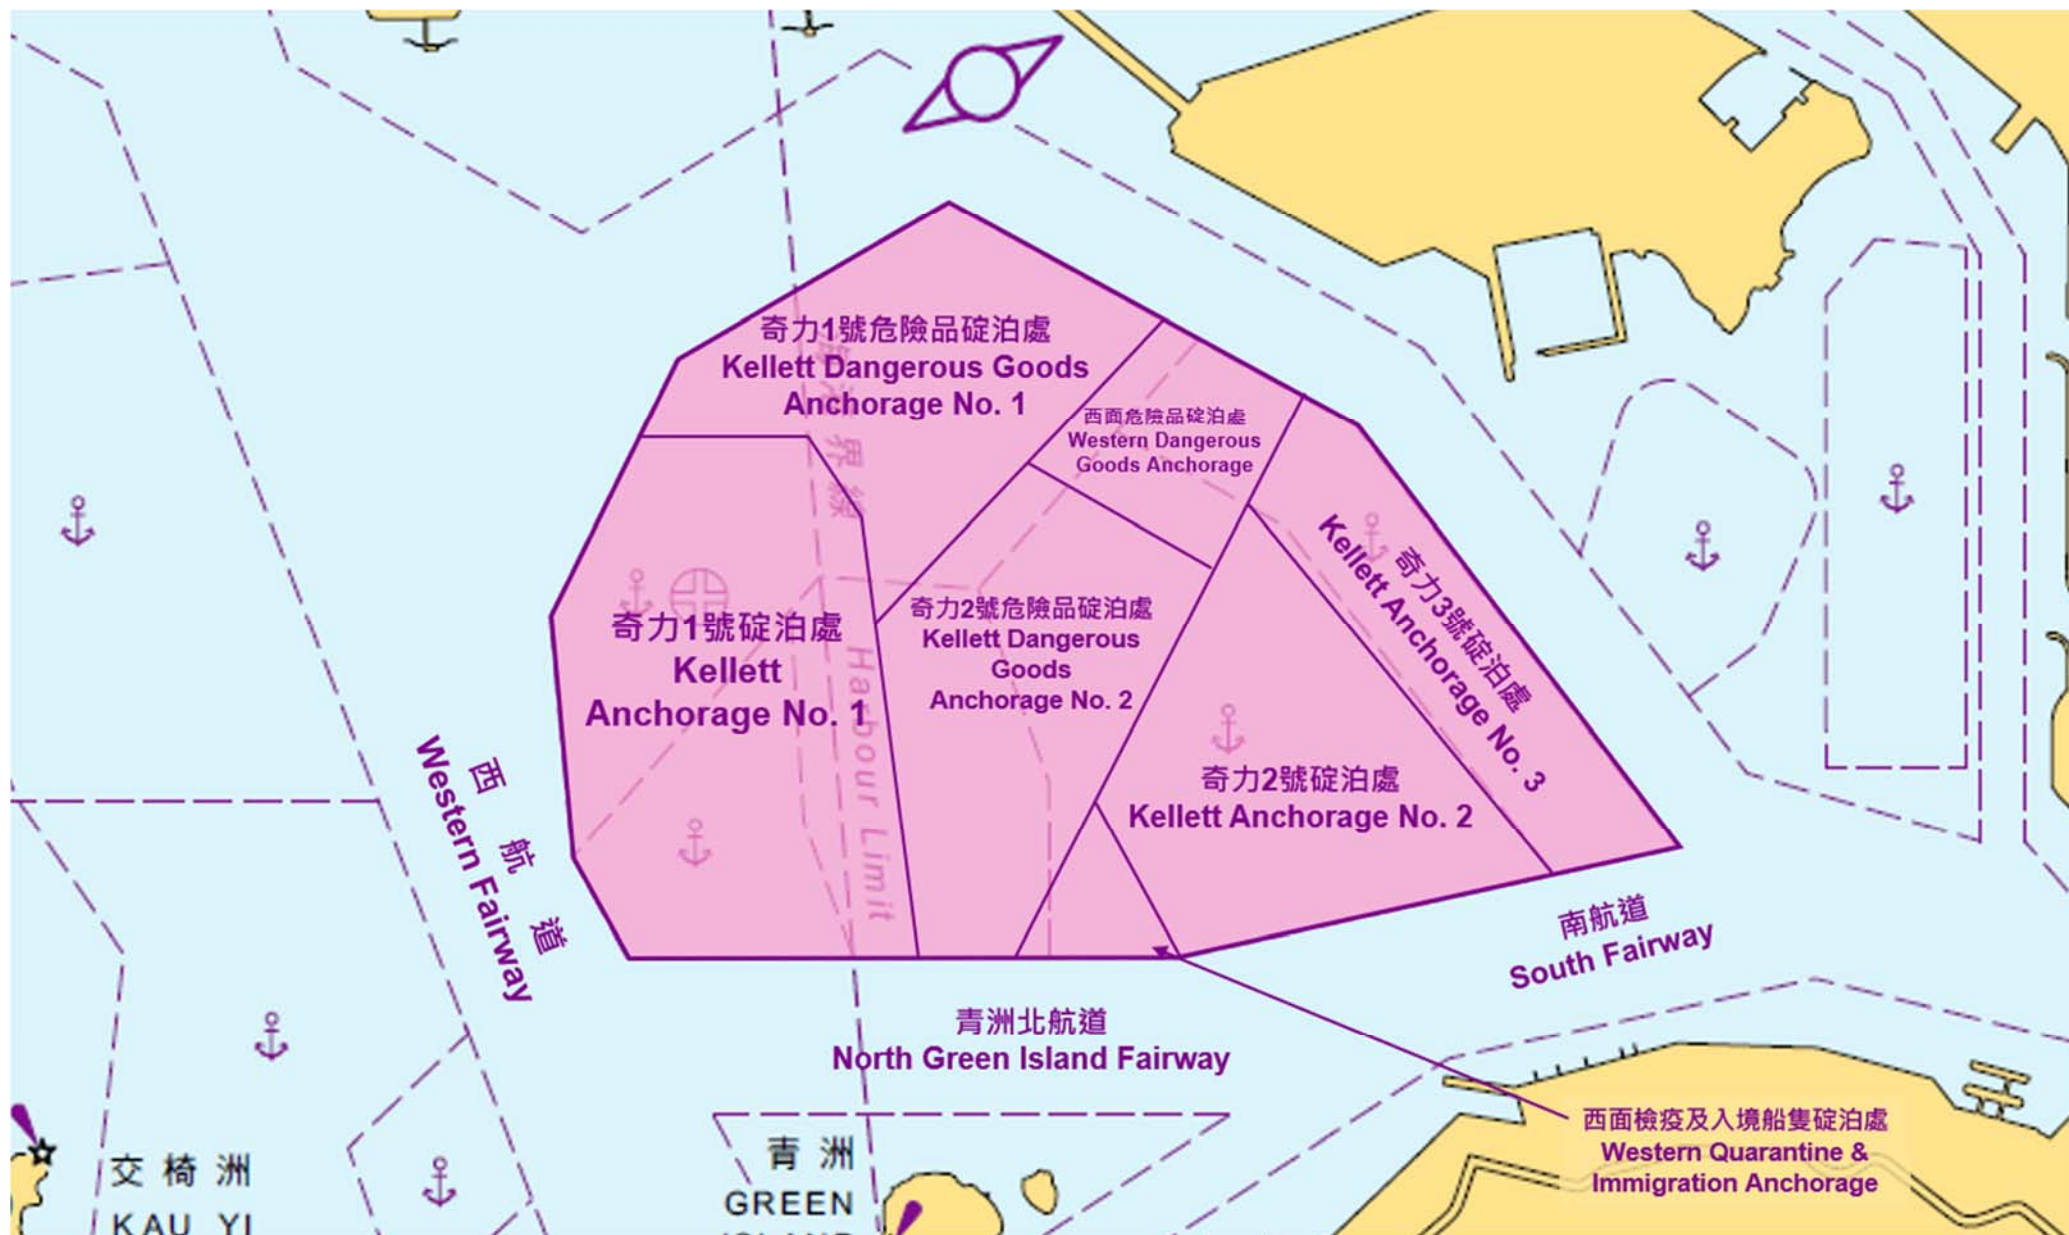 奇力1號危險品碇泊處
Kellett Dangerous Goods
Anchorage No. 1
西面危險品碇泊處
Western Dangerous
Goods Anchorage
奇力3號碇泊處
Kellett Anchorage No. 3
奇力1號碇泊處
Kellett
Anchorage No. 1
奇力2號危險品碇泊處
Kellett Dangerous
Goods
Anchorage No. 2
奇力2號碇泊處
Kellett Anchorage No. 2
界線
Harbour Limit
西航道
Western Fairway
南航道
South Fairway
青洲北航道
North Green Island Fairway
西面檢疫及入境船隻碇泊處
Western Quarantine &
Immigration Anchorage
交椅洲
KAU YI
青洲
GREEN
ISLAND